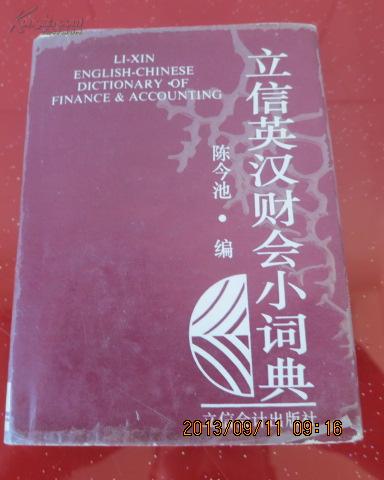 LI-XIN
ENGLISH-CHINESE
DICTIONARY OF
FINANCE & ACCOUNTING
立信英汉财会小词典
陈今池·编
立信会计出版社
2013/09/11 09:16